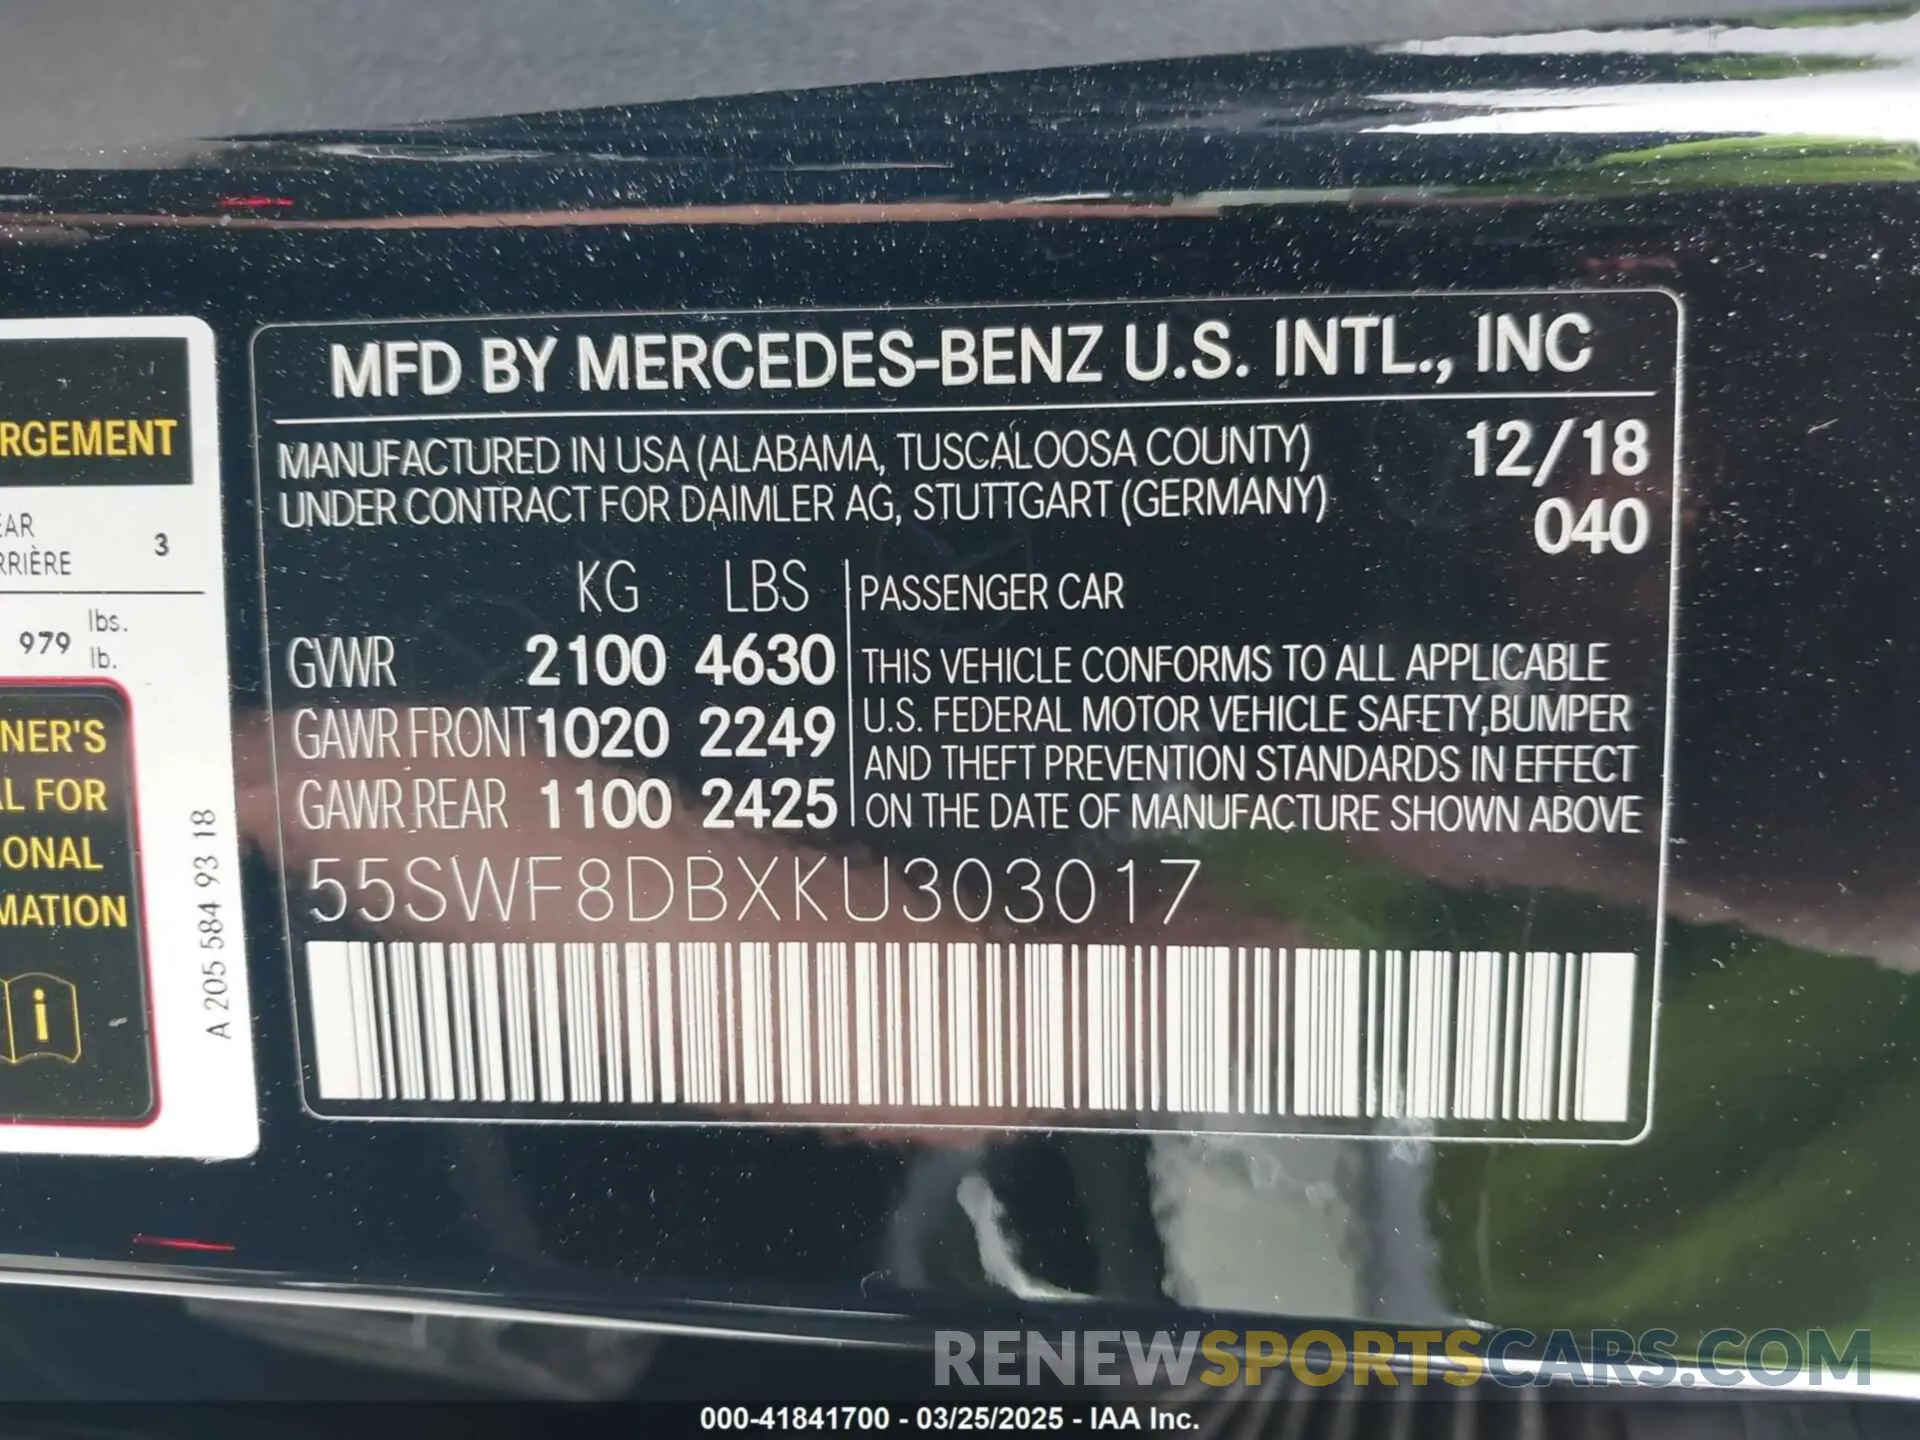 RGEMENT
EAR
RRIÈRE 3
979 lbs.
lb.
NER'S
AL FOR
IONAL
MATION
i
A 205 584 93 18
MFD BY MERCEDES-BENZ U.S. INTL., INC
MANUFACTURED IN USA (ALABAMA, TUSCALOOSA COUNTY) 12/18
UNDER CONTRACT FOR DAIMLER AG, STUTTGART (GERMANY) 040
KG LBS
GVWR 2100 4630
GAWR FRONT 1020 2249
GAWR REAR 1100 2425
PASSENGER CAR
THIS VEHICLE CONFORMS TO ALL APPLICABLE
U.S. FEDERAL MOTOR VEHICLE SAFETY,BUMPER
AND THEFT PREVENTION STANDARDS IN EFFECT
ON THE DATE OF MANUFACTURE SHOWN ABOVE
55SWF8DBXKU303017
RENEWSPORTSCARS.COM
000-41841700 - 03/25/2025 - IAA Inc.